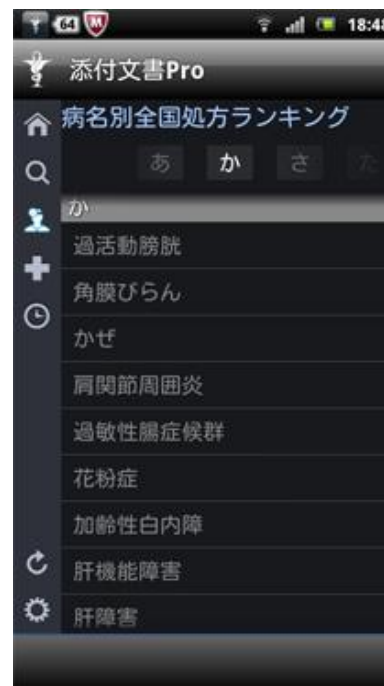 64 18:48
添付文書Pro
病名別全国処方ランキング
あ か さ た
か
過活動膀胱
角膜びらん
かぜ
肩関節周囲炎
過敏性腸症候群
花粉症
加齢性白内障
肝機能障害
肝障害